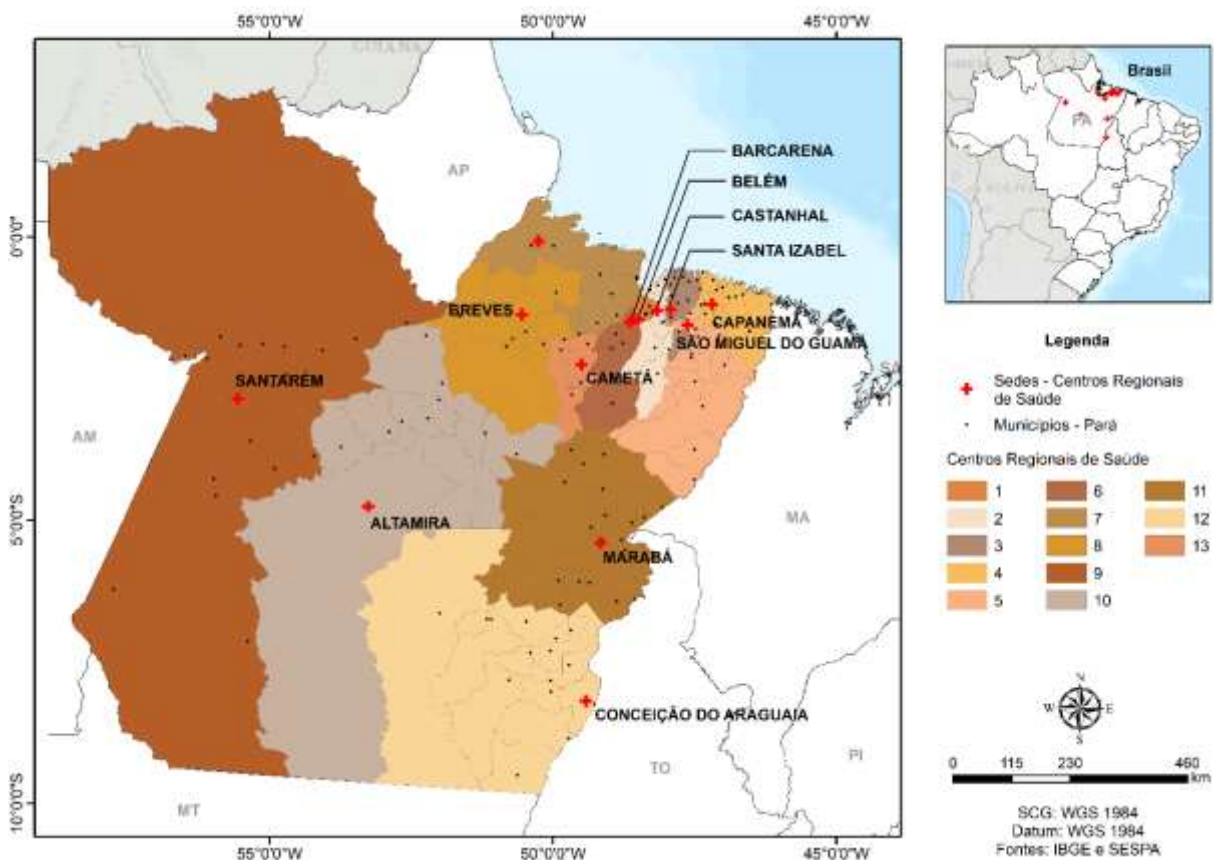 55°0'0"W 50°0'0"W 45°0'0"W
GUIANA
AP
0°0'0"
BARCARENA
BELÉM
CASTANHAL
SANTA IZABEL
BREVES
CAPANEMA
SÃO MIGUEL DO GUAMA
SANTARÉM
CAMETÁ
AM
5°0'0"S
ALTAMIRA
MARABÁ
MA
CONCEIÇÃO DO ARAGUAIA
TO
PI
MT
10°0'0"S
55°0'0"W 50°0'0"W 45°0'0"W
Brasil
PA
Legenda
Sedes - Centros Regionais
de Saúde
Municípios - Pará
Centros Regionais de Saúde
1 6 11
2 7 12
3 8 13
4 9
5 10
N
W E
S
0 115 230 460
km
SCG: WGS 1984
Datum: WGS 1984
Fontes: IBGE e SESPA